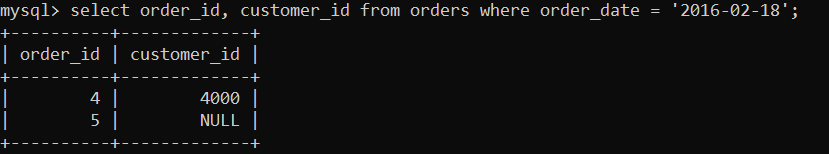 mysql> select order_id, customer_id from orders where order_date = '2016-02-18';
+----------+-------------+
| order_id | customer_id |
+----------+-------------+
|        4 |        4000 |
|        5 |        NULL |
+----------+-------------+